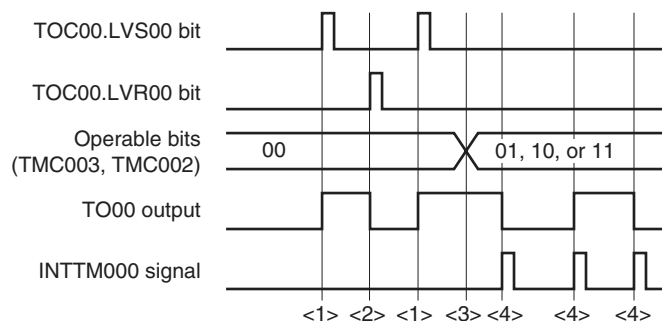 TOC00.LVS00 bit
TOC00.LVR00 bit
Operable bits
(TMC003, TMC002)
00
01, 10, or 11
TO00 output
INTTM000 signal
<1> <2> <1> <3> <4> <4> <4>